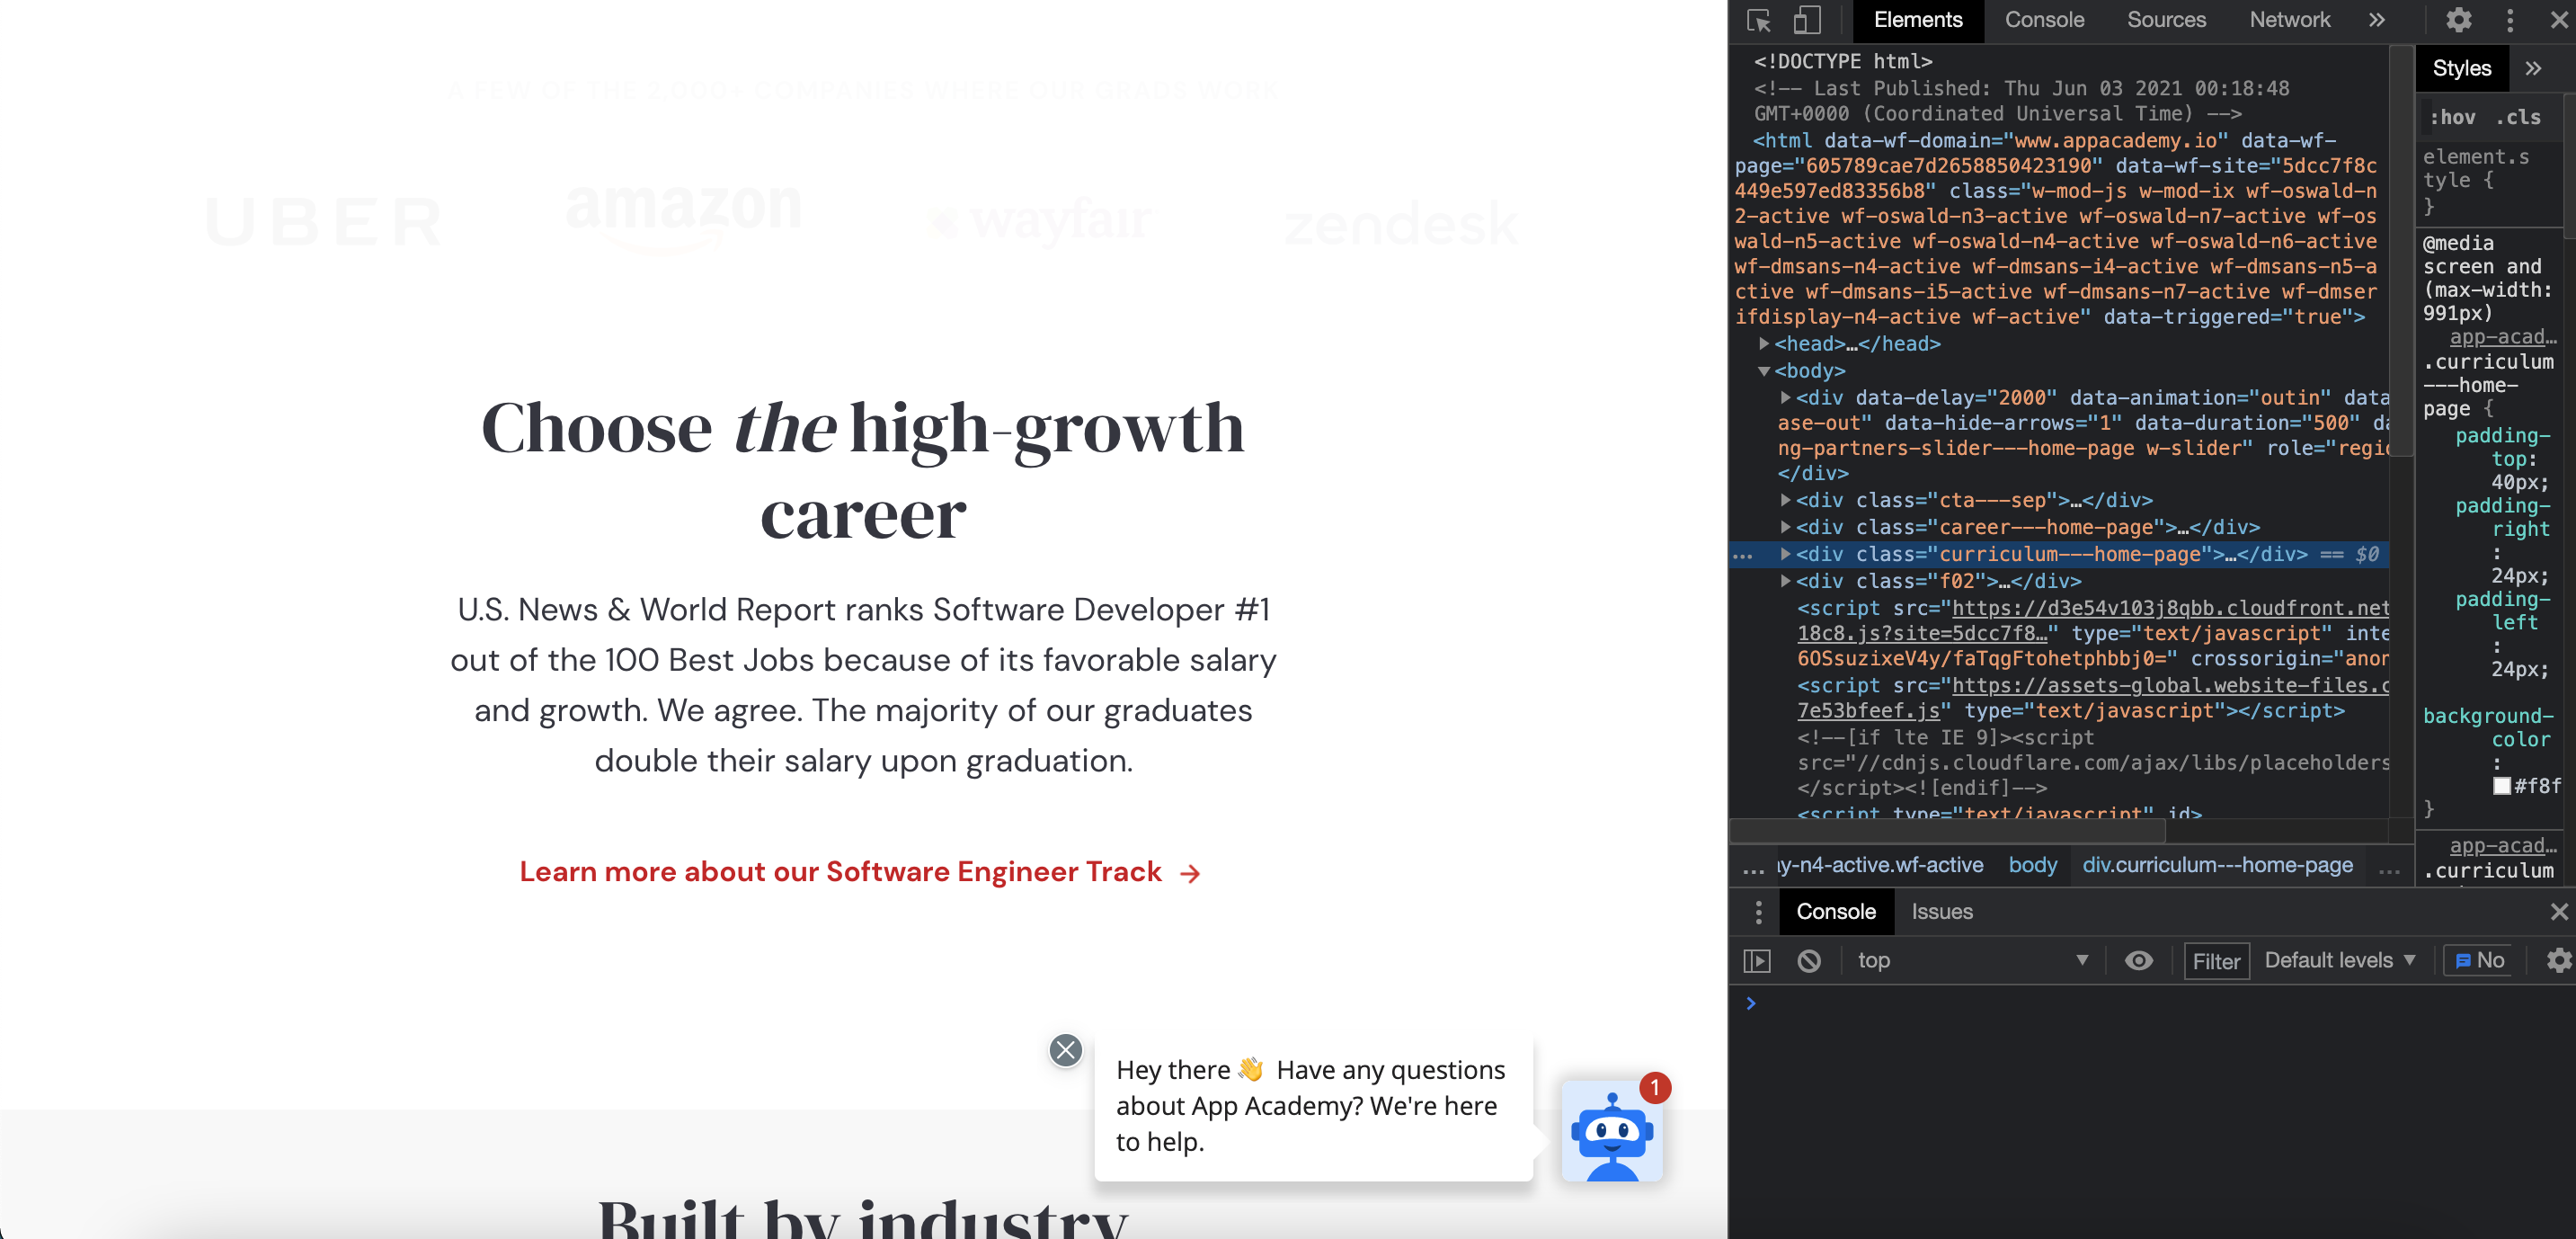 A FEW OF THE 2,000+ COMPANIES WHERE OUR GRADS WORK
UBER
amazon
wayfair
zendesk
Choose the high-growth
career
U.S. News & World Report ranks Software Developer #1
out of the 100 Best Jobs because of its favorable salary
and growth. We agree. The majority of our graduates
double their salary upon graduation.
Learn more about our Software Engineer Track →
Built by industry
Hey there 👋 Have any questions
about App Academy? We're here
to help.
1
Elements
Console
Sources
Network
<!DOCTYPE html>
<!-- Last Published: Thu Jun 03 2021 00:18:48
GMT+0000 (Coordinated Universal Time) -->
<html data-wf-domain="www.appacademy.io" data-wf-
page="605789cae7d2658850423190" data-wf-site="5dcc7f8c
449e597ed83356b8" class="w-mod-js w-mod-ix wf-oswald-n
2-active wf-oswald-n3-active wf-oswald-n7-active wf-os
wald-n5-active wf-oswald-n4-active wf-oswald-n6-active
wf-dmsans-n4-active wf-dmsans-i4-active wf-dmsans-n5-a
ctive wf-dmsans-i5-active wf-dmsans-n7-active wf-dmser
ifdisplay-n4-active wf-active" data-triggered="true">
<head>…</head>
<body>
<div data-delay="2000" data-animation="outin" data
ase-out" data-hide-arrows="1" data-duration="500" da
ng-partners-slider---home-page w-slider" role="regio
</div>
<div class="cta---sep">…</div>
<div class="career---home-page">…</div>
… <div class="curriculum---home-page">…</div> == $0
<div class="f02">…</div>
<script src="https://d3e54v103j8qbb.cloudfront.net
18c8.js?site=5dcc7f8…" type="text/javascript" inte
6OSsuzixeV4y/faTqgFtohetphbbj0=" crossorigin="anon
<script src="https://assets-global.website-files.c
7e53bfeef.js" type="text/javascript"></script>
<!--[if lte IE 9]><script
src="//cdnjs.cloudflare.com/ajax/libs/placeholders
</script><![endif]-->
<script type="text/javascript" id>
… ay-n4-active.wf-active body div.curriculum---home-page …
Styles
:hov .cls
element.s
tyle {
}
@media
screen and
(max-width:
991px)
app-acad…
.curriculum
---home-
page {
padding-
top:
40px;
padding-
right
:
24px;
padding-
left
:
24px;
background-
color
:
#f8f
}
app-acad…
.curriculum
Console
Issues
top
Filter
Default levels
No